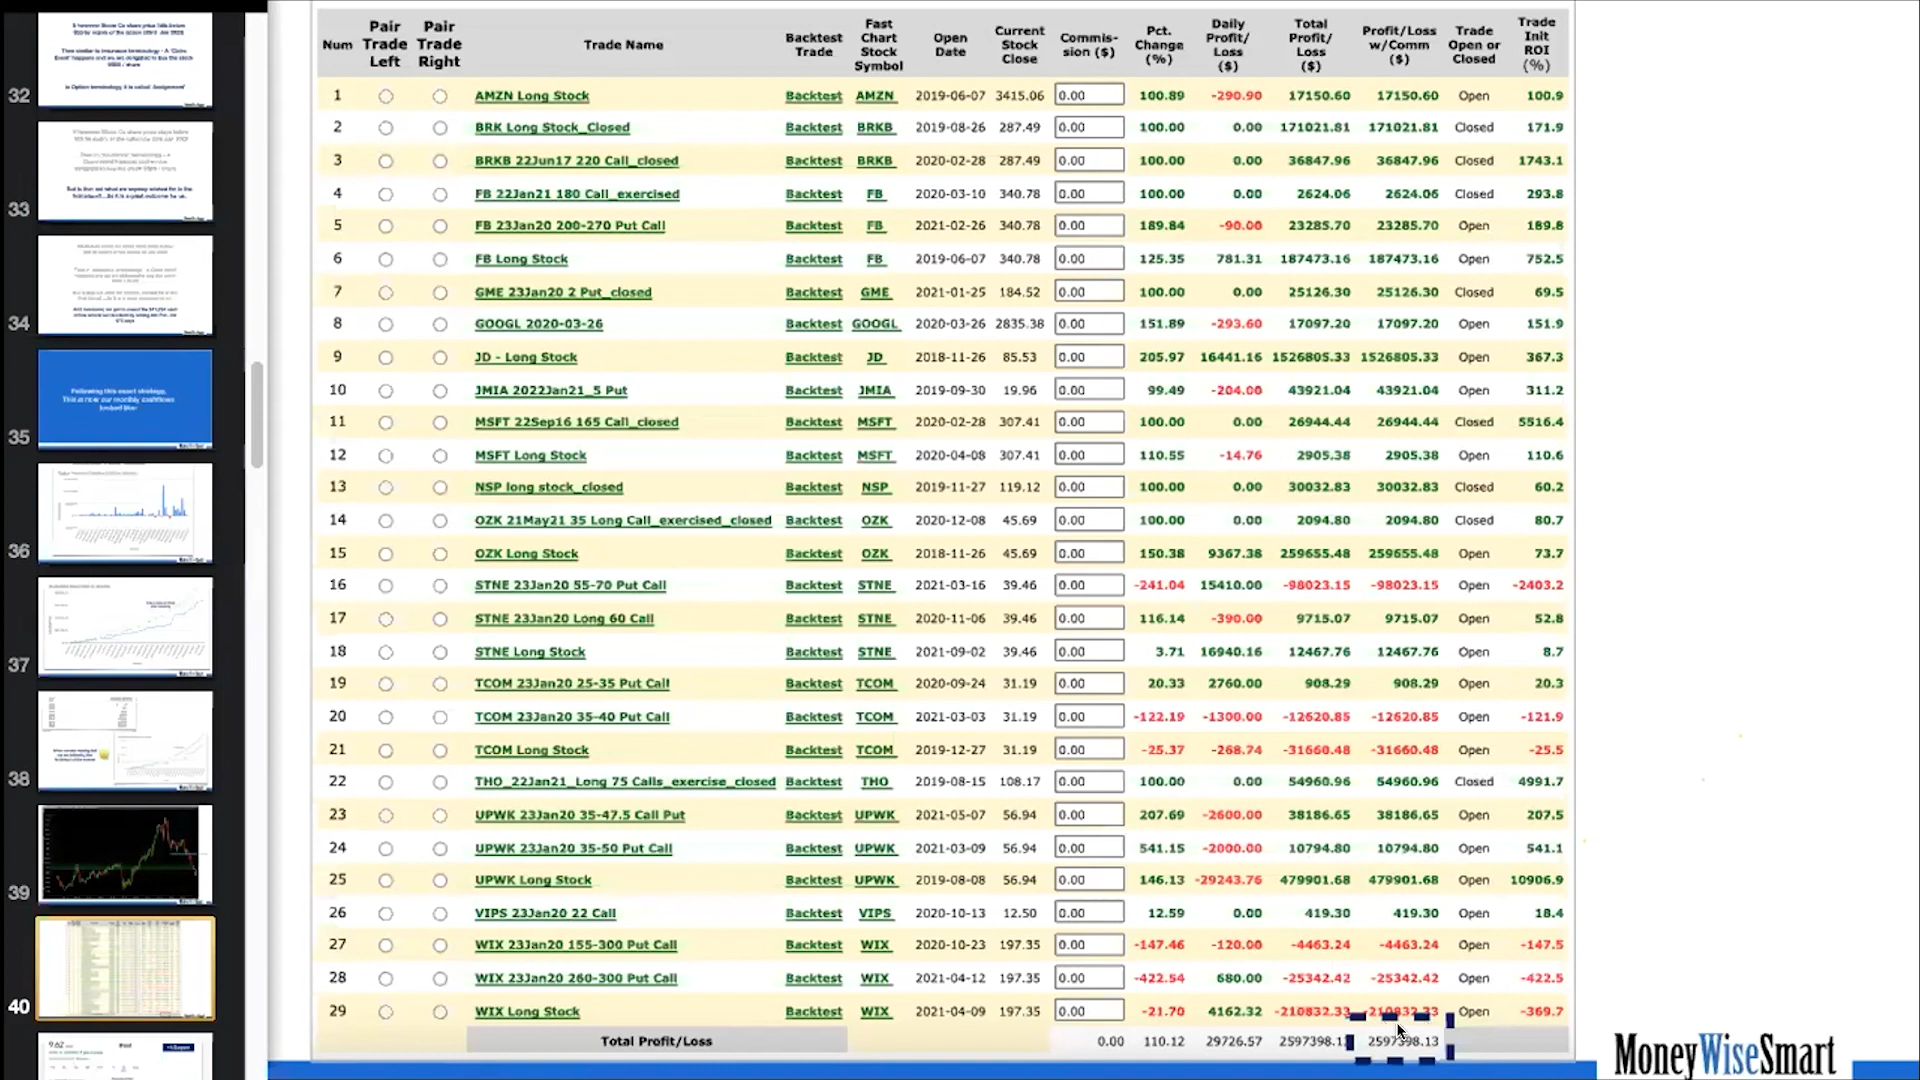 Num Pair Trade Left Pair Trade Right Trade Name Backtest Trade Fast Chart Stock Symbol Open Date Current Stock Close Commis-sion ($) Pct. Change (%) Daily Profit/Loss ($) Total Profit/Loss ($) Profit/Loss w/Comm ($) Trade Open or Closed Trade Init ROI (%)
1 AMZN Long Stock Backtest AMZN 2019-06-07 3415.06 0.00 100.89 -290.90 17150.60 17150.60 Open 100.9
2 BRK Long Stock_Closed Backtest BRKB 2019-08-26 287.49 0.00 100.00 0.00 171021.81 171021.81 Closed 171.9
3 BRKB 22Jun17 220 Call_closed Backtest BRKB 2020-02-28 287.49 0.00 100.00 0.00 36847.96 36847.96 Closed 1743.1
4 FB 22Jan21 180 Call_exercised Backtest FB 2020-03-10 340.78 0.00 100.00 0.00 2624.06 2624.06 Closed 293.8
5 FB 23Jan20 200-270 Put Call Backtest FB 2021-02-26 340.78 0.00 189.84 -90.00 23285.70 23285.70 Open 189.8
6 FB Long Stock Backtest FB 2019-06-07 340.78 0.00 125.35 781.31 187473.16 187473.16 Open 752.5
7 GME 23Jan20 2 Put_closed Backtest GME 2021-01-25 184.52 0.00 100.00 0.00 25126.30 25126.30 Closed 69.5
8 GOOGL 2020-03-26 Backtest GOOGL 2020-03-26 2835.38 0.00 151.89 -293.60 17097.20 17097.20 Open 151.9
9 JD - Long Stock Backtest JD 2018-11-26 85.53 0.00 205.97 16441.16 1526805.33 1526805.33 Open 367.3
10 JMIA 2022Jan21_5 Put Backtest JMIA 2019-09-30 19.96 0.00 99.49 -204.00 43921.04 43921.04 Open 311.2
11 MSFT 22Sep16 165 Call_closed Backtest MSFT 2020-02-28 307.41 0.00 100.00 0.00 26944.44 26944.44 Closed 5516.4
12 MSFT Long Stock Backtest MSFT 2020-04-08 307.41 0.00 110.55 -14.76 2905.38 2905.38 Open 110.6
13 NSP long stock_closed Backtest NSP 2019-11-27 119.12 0.00 100.00 0.00 30032.83 30032.83 Closed 60.2
14 OZK 21May21 35 Long Call_exercised_closed Backtest OZK 2020-12-08 45.69 0.00 100.00 0.00 2094.80 2094.80 Closed 80.7
15 OZK Long Stock Backtest OZK 2018-11-26 45.69 0.00 150.38 9367.38 259655.48 259655.48 Open 73.7
16 STNE 23Jan20 55-70 Put Call Backtest STNE 2021-03-16 39.46 0.00 -241.04 15410.00 -98023.15 -98023.15 Open -2403.2
17 STNE 23Jan20 Long 60 Call Backtest STNE 2020-11-06 39.46 0.00 116.14 -390.00 9715.07 9715.07 Open 52.8
18 STNE Long Stock Backtest STNE 2021-09-02 39.46 0.00 3.71 16940.16 12467.76 12467.76 Open 8.7
19 TCOM 23Jan20 25-35 Put Call Backtest TCOM 2020-09-24 31.19 0.00 20.33 2760.00 908.29 908.29 Open 20.3
20 TCOM 23Jan20 35-40 Put Call Backtest TCOM 2021-03-03 31.19 0.00 -122.19 -1300.00 -12620.85 -12620.85 Open -121.9
21 TCOM Long Stock Backtest TCOM 2019-12-27 31.19 0.00 -25.37 -268.74 -31660.48 -31660.48 Open -25.5
22 THO_22Jan21_Long 75 Calls_exercise_closed Backtest THO 2019-08-15 108.17 0.00 100.00 0.00 54960.96 54960.96 Closed 4991.7
23 UPWK 23Jan20 35-47.5 Call Put Backtest UPWK 2021-05-07 56.94 0.00 207.69 -2600.00 38186.65 38186.65 Open 207.5
24 UPWK 23Jan20 35-50 Put Call Backtest UPWK 2021-03-09 56.94 0.00 541.15 -2000.00 10794.80 10794.80 Open 541.1
25 UPWK Long Stock Backtest UPWK 2019-08-08 56.94 0.00 146.13 -29243.76 479901.68 479901.68 Open 10906.9
26 VIPS 23Jan20 22 Call Backtest VIPS 2020-10-13 12.50 0.00 12.59 0.00 419.30 419.30 Open 18.4
27 WIX 23Jan20 155-300 Put Call Backtest WIX 2020-10-23 197.35 0.00 -147.46 -120.00 -4463.24 -4463.24 Open -147.5
28 WIX 23Jan20 260-300 Put Call Backtest WIX 2021-04-12 197.35 0.00 -422.54 680.00 -25342.42 -25342.42 Open -422.5
29 WIX Long Stock Backtest WIX 2021-04-09 197.35 0.00 -21.70 4162.32 -210832.33 -210832.33 Open -369.7
Total Profit/Loss 0.00 110.12 29726.57 2597398.13 2597398.13
MoneyWiseSmart
32
33
34
Following this exact strategy,
35
36
37
38
39
40